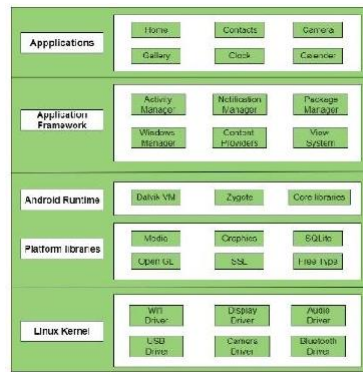 Appplications
Home Contacts Camera
Gallery Clock Calender
Application
Framework
Activity
Manager
Notification
Manager
Package
Manager
Windows
Manager
Content
Providers
View
System
Android Runtime
Dalvik VM Zygote Core libraries
Platform libraries
Media Graphics SQLite
Open GL SSL Free Type
Linux Kernel
Wifi
Driver
Display
Driver
Audio
Driver
USB
Driver
Camera
Driver
Bluetooth
Driver